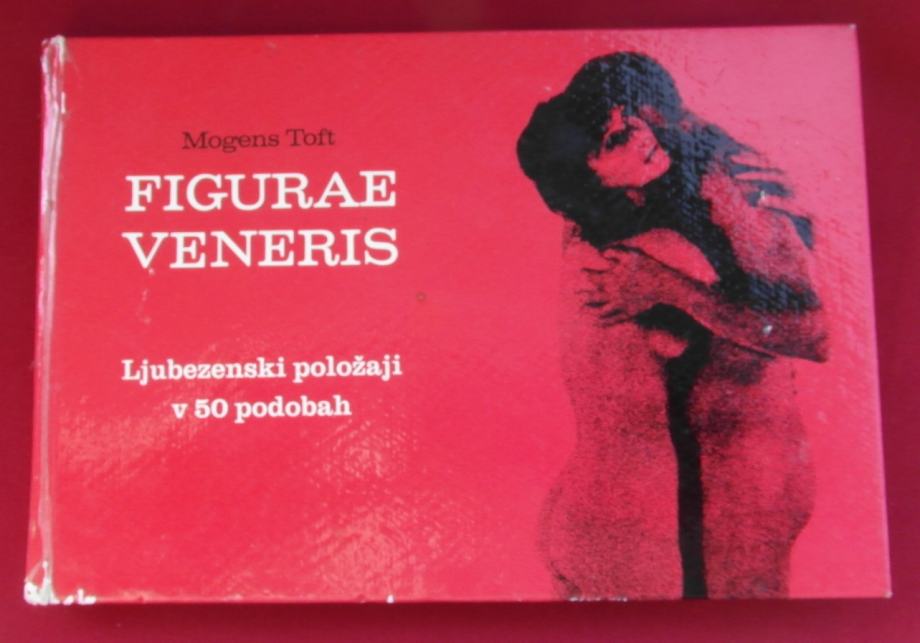 Mogens Toft
FIGURAE
VENERIS
Ljubezenski položaji
v 50 podobah